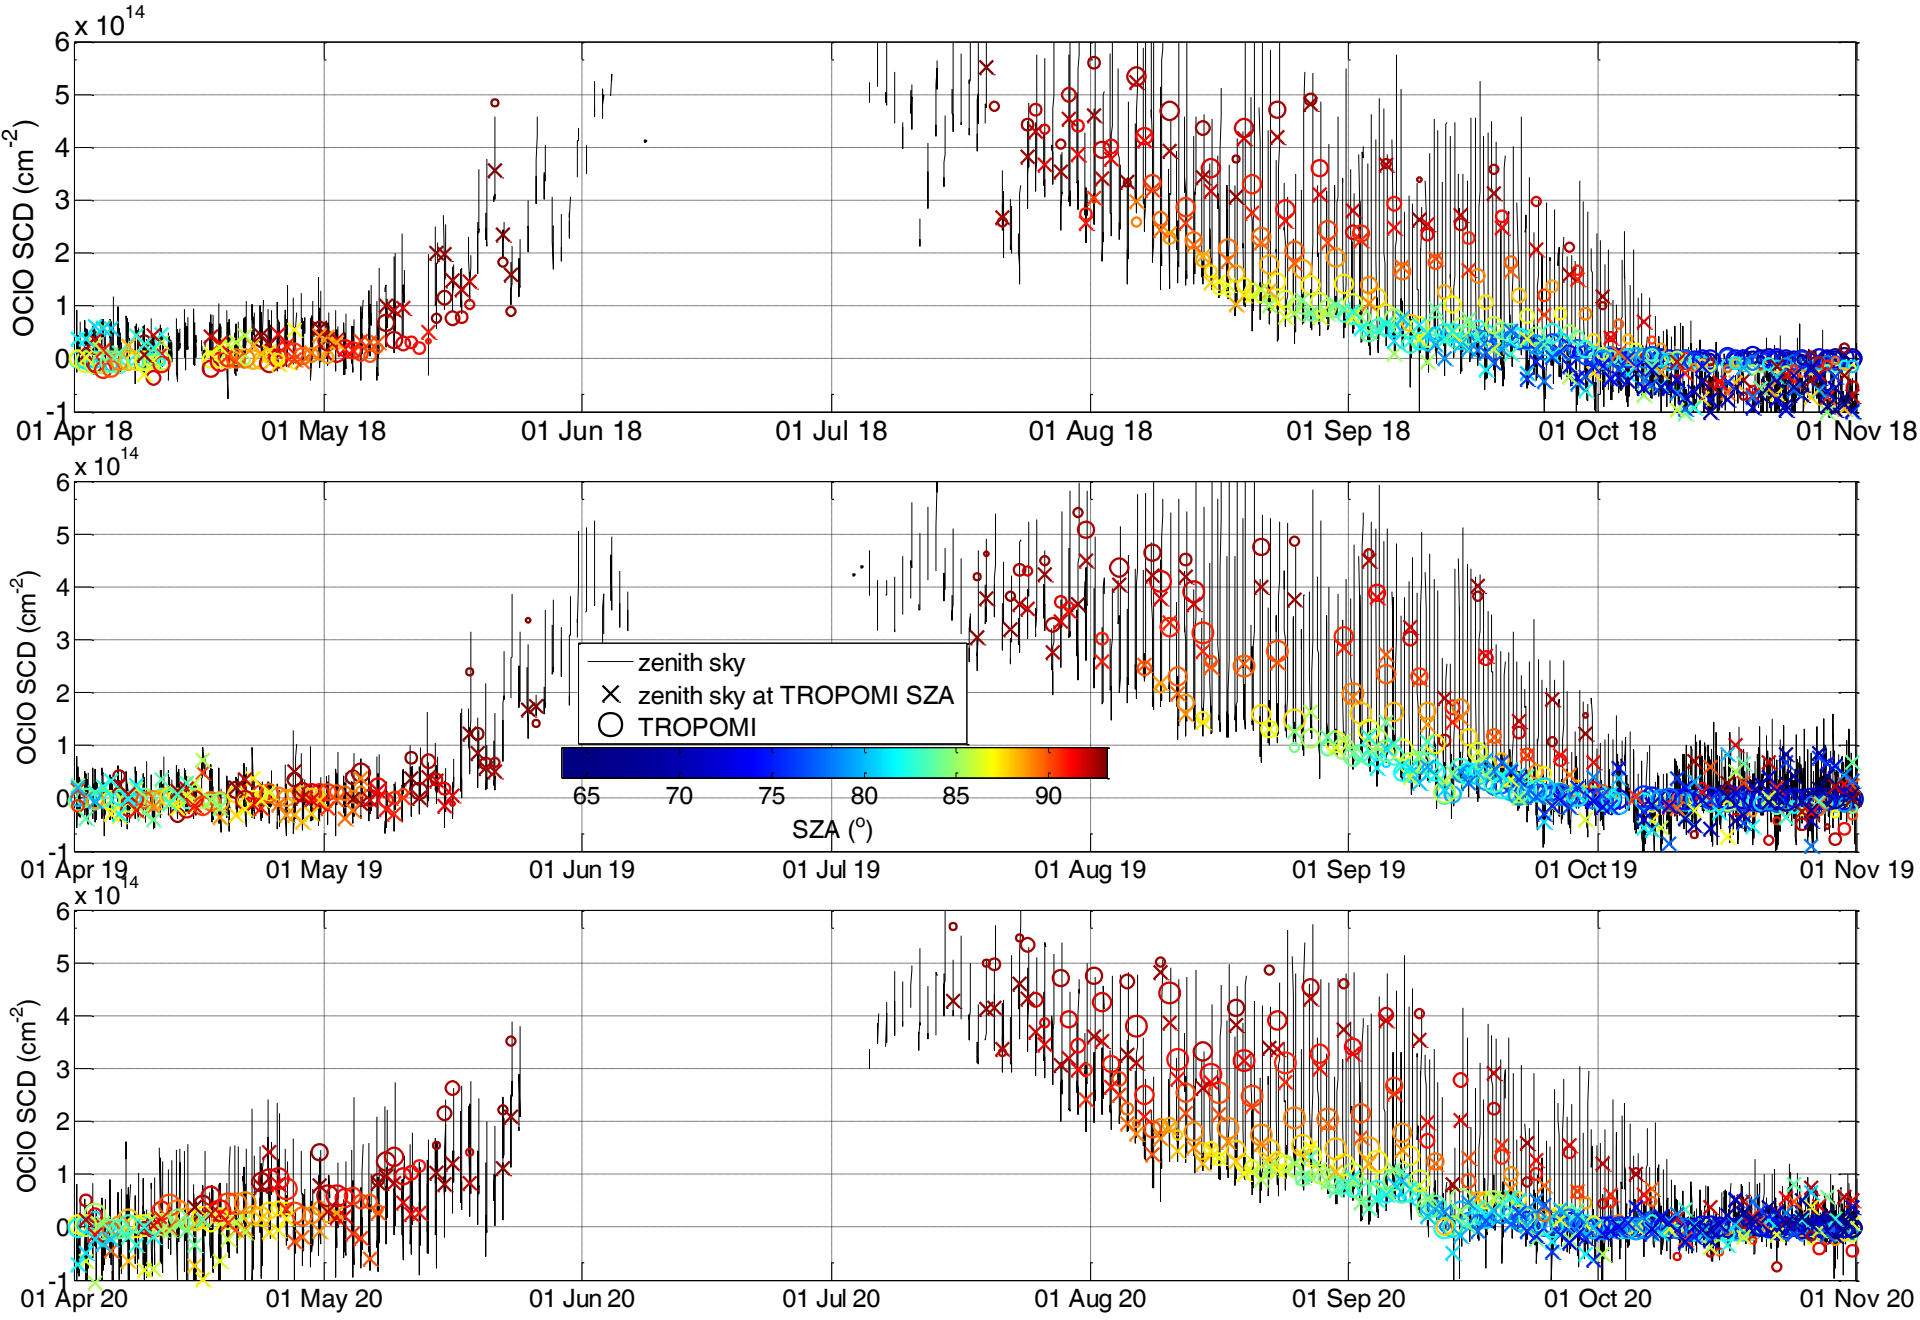 x 10^14
6
5
4
3
2
1
0
-1
OClO SCD (cm^-2)
01 Apr 18 01 May 18 01 Jun 18 01 Jul 18 01 Aug 18 01 Sep 18 01 Oct 18 01 Nov 18
x 10^14
6
5
4
3
2
1
0
-1
OClO SCD (cm^-2)
zenith sky
zenith sky at TROPOMI SZA
TROPOMI
65 70 75 80 85 90
SZA (°)
01 Apr 19 01 May 19 01 Jun 19 01 Jul 19 01 Aug 19 01 Sep 19 01 Oct 19 01 Nov 19
x 10^14
6
5
4
3
2
1
0
-1
OClO SCD (cm^-2)
01 Apr 20 01 May 20 01 Jun 20 01 Jul 20 01 Aug 20 01 Sep 20 01 Oct 20 01 Nov 20